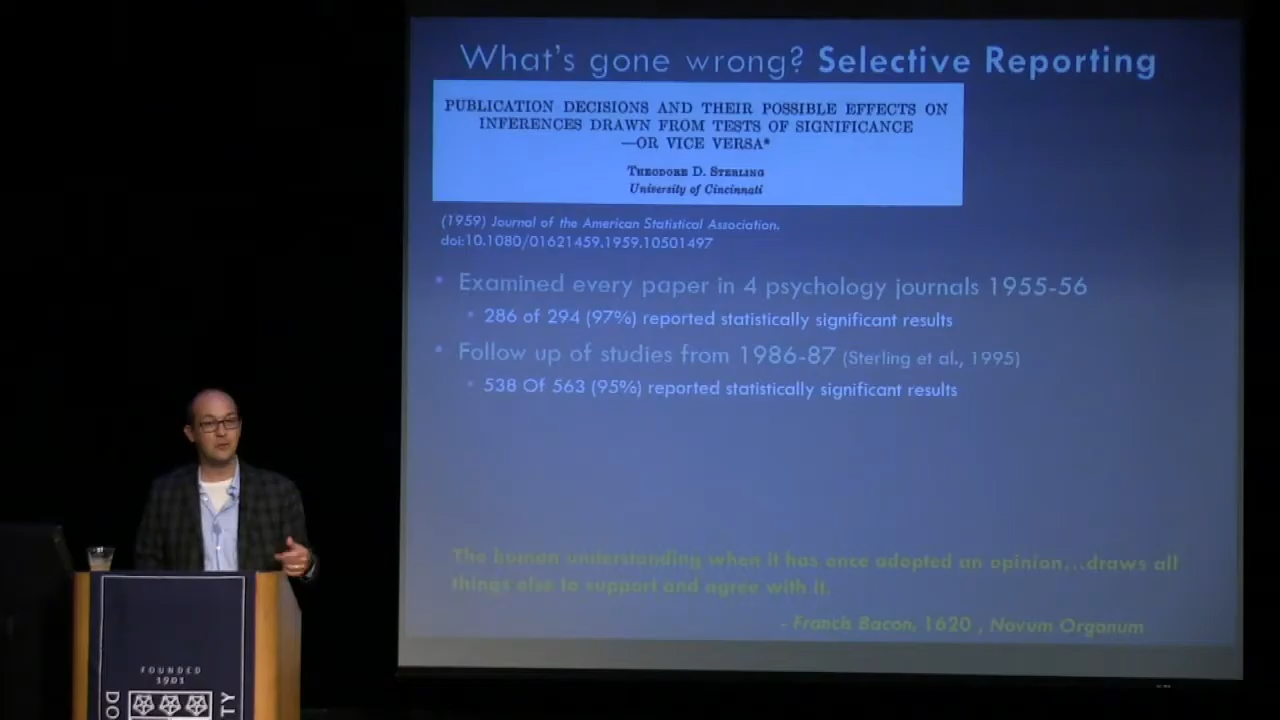 What's gone wrong? Selective Reporting
PUBLICATION DECISIONS AND THEIR POSSIBLE EFFECTS ON
INFERENCES DRAWN FROM TESTS OF SIGNIFICANCE
—OR VICE VERSA*
THEODORE D. STERLING
University of Cincinnati
(1959) Journal of the American Statistical Association.
doi:10.1080/01621459.1959.10501497
• Examined every paper in 4 psychology journals 1955-56
• 286 of 294 (97%) reported statistically significant results
• Follow up of studies from 1986-87 (Sterling et al., 1995)
• 538 Of 563 (95%) reported statistically significant results
The human understanding when it has once adopted an opinion...draws all
things else to support and agree with it.
- Francis Bacon, 1620 , Novum Organum
FOUNDED
1901
DO
TY